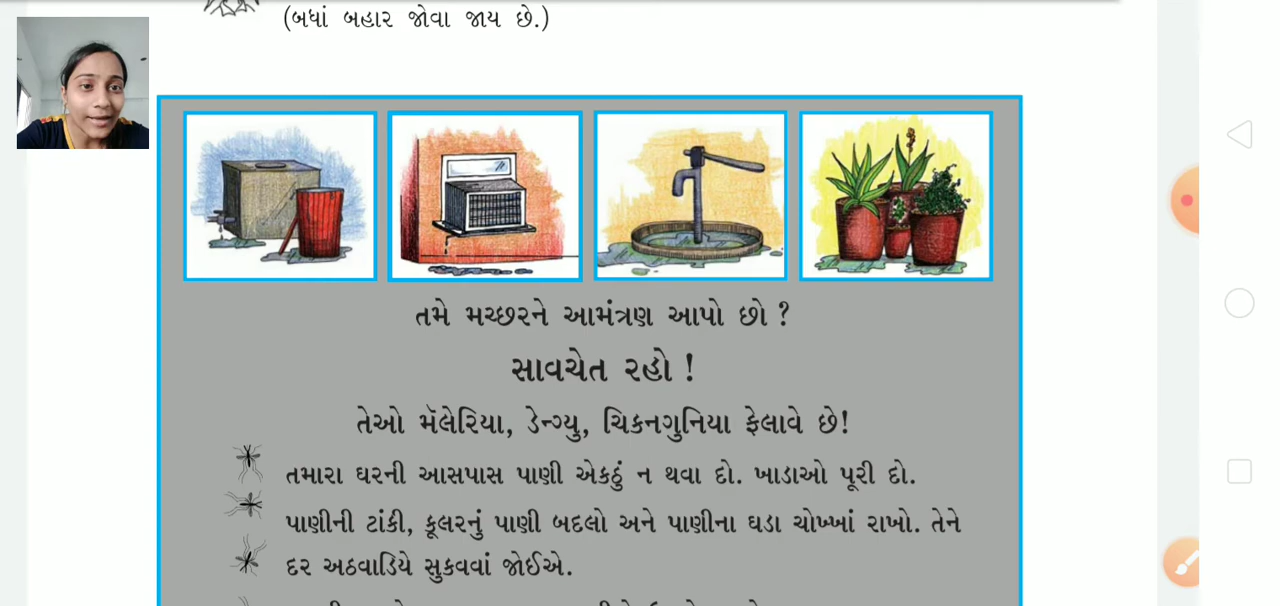 (બધાં બહાર જોવા જાય છે.)
તમે મચ્છરને આમંત્રણ આપો છો ?
સાવચેત રહો !
તેઓ મૅલેરિયા, ડેન્ગ્યુ, ચિકનગુનિયા ફેલાવે છે!
તમારા ઘરની આસપાસ પાણી એકઠું ન થવા દો. ખાડાઓ પૂરી દો.
પાણીની ટાંકી, કૂલરનું પાણી બદલો અને પાણીના ઘડા ચોખ્ખાં રાખો. તેને
દર અઠવાડિયે સુકવવાં જોઈએ.